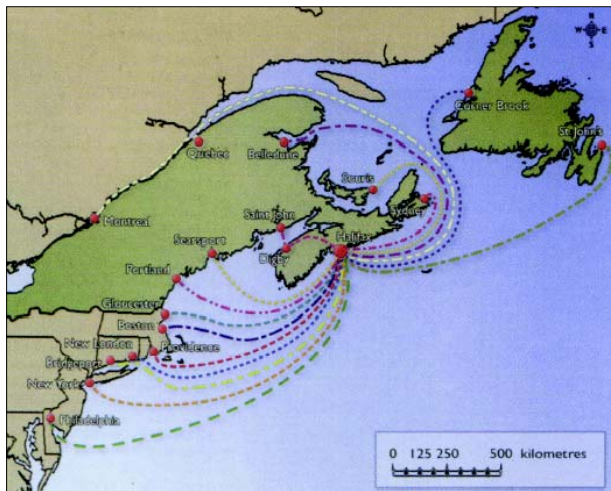 N
W E
S
Corner Brook
St. John's
Quebec
Belledune
Souris
Sydney
Montreal
Saint John
Halifax
Searsport
Digby
Portland
Gloucester
Boston
New London
Providence
Bridgeport
New York
Philadelphia
0 125 250 500 kilometres